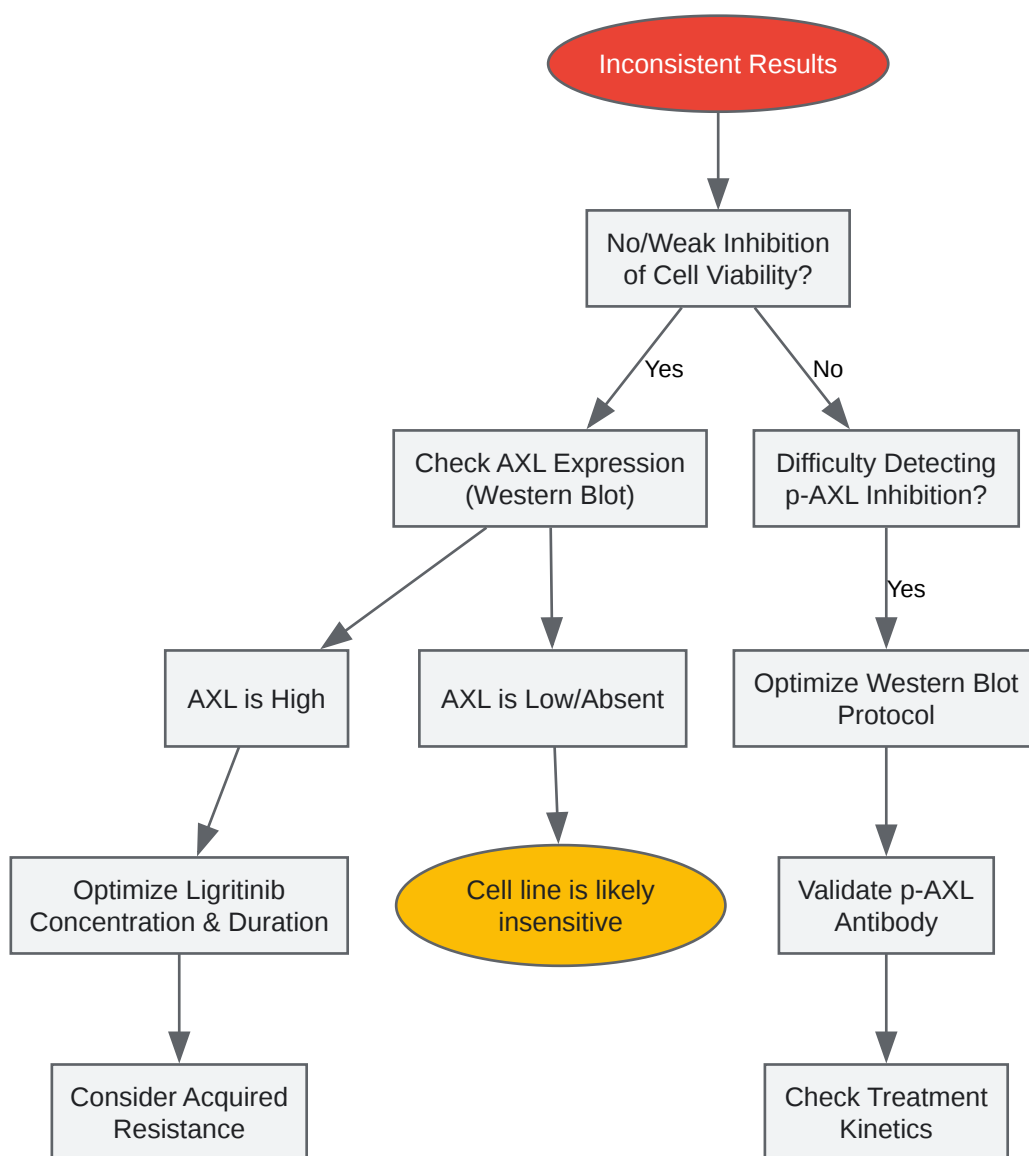 Inconsistent Results
No/Weak Inhibition
of Cell Viability?
Yes
No
Check AXL Expression
(Western Blot)
Difficulty Detecting
p-AXL Inhibition?
Yes
AXL is High
AXL is Low/Absent
Optimize Western Blot
Protocol
Optimize Ligritinib
Concentration & Duration
Cell line is likely
insensitive
Validate p-AXL
Antibody
Consider Acquired
Resistance
Check Treatment
Kinetics